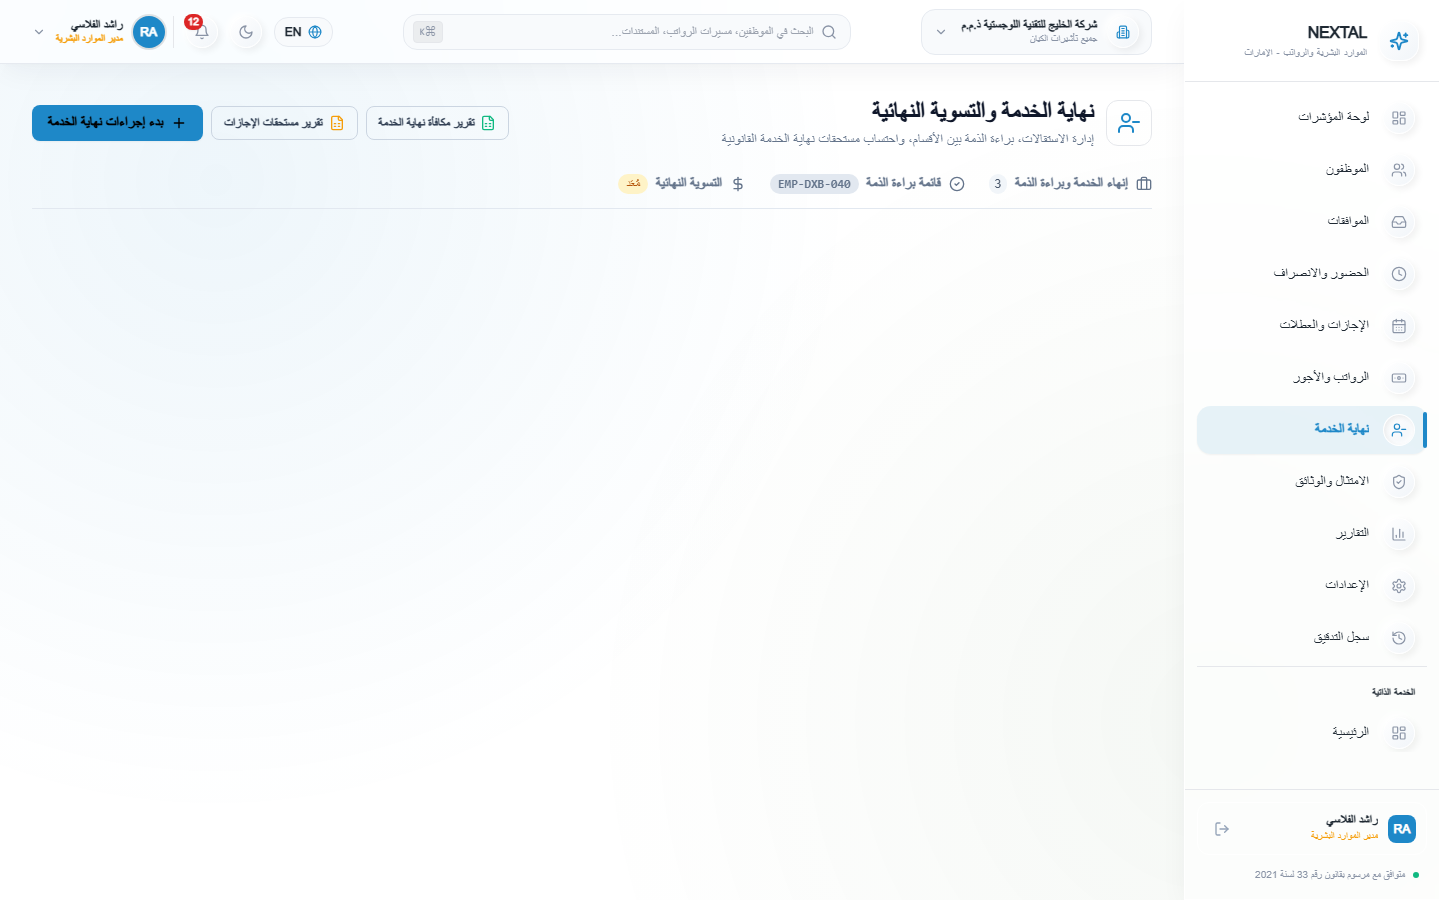 NEXTAL
الموارد البشرية والرواتب - الإمارات
لوحة المؤشرات
الموظفون
الموافقات
الحضور والانصراف
الإجازات والعطلات
الرواتب والأجور
نهاية الخدمة
الامتثال والوثائق
التقارير
الإعدادات
سجل التدقيق
الخدمة الذاتية
الرئيسية
راشد الفلاسي
مدير الموارد البشرية
RA
متوافق مع مرسوم بقانون رقم 33 لسنة 2021
شركة الخليج للتقنية اللوجستية ذ.م.م
جميع تأشيرات الكيان
البحث في الموظفين، مسيرات الرواتب، المستندات...
⌘K
EN
12
RA
راشد الفلاسي
مدير الموارد البشرية
نهاية الخدمة والتسوية النهائية
إدارة الاستقالات، براءة الذمة بين الأقسام، واحتساب مستحقات نهاية الخدمة القانونية
تقرير مكافأة نهاية الخدمة
تقرير مستحقات الإجازات
بدء إجراءات نهاية الخدمة
إنهاء الخدمة وبراءة الذمة 3
قائمة براءة الذمة EMP-DXB-040
التسوية النهائية مُعَد